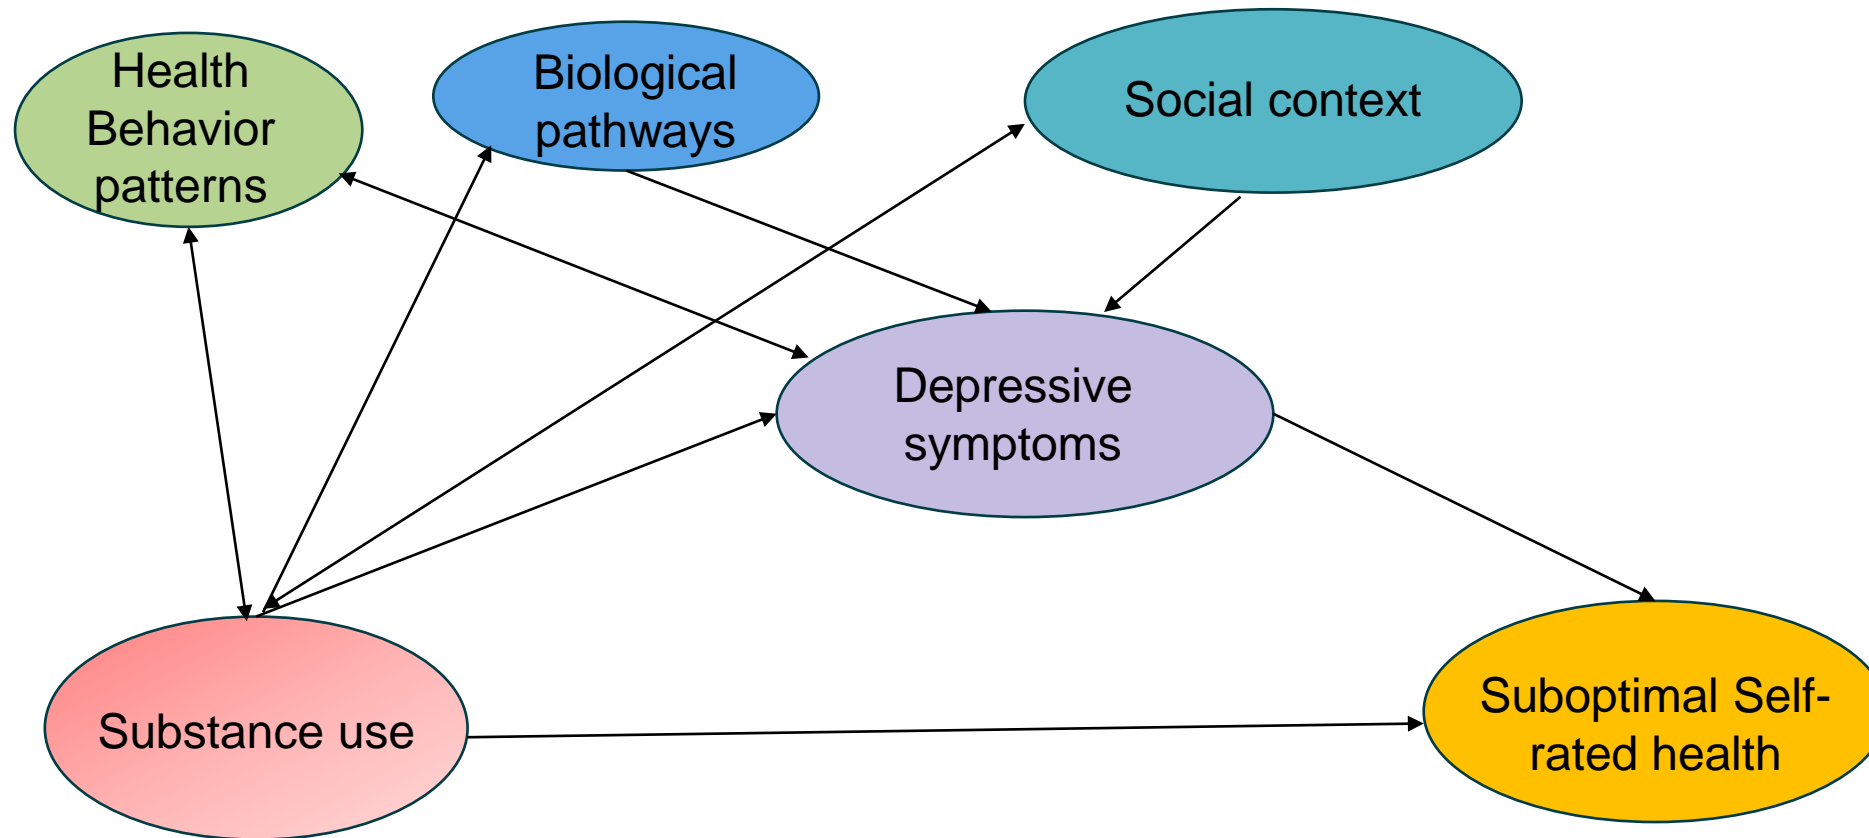 Health
Behavior
patterns
Biological
pathways
Social context
Depressive
symptoms
Substance use
Suboptimal Self-
rated health